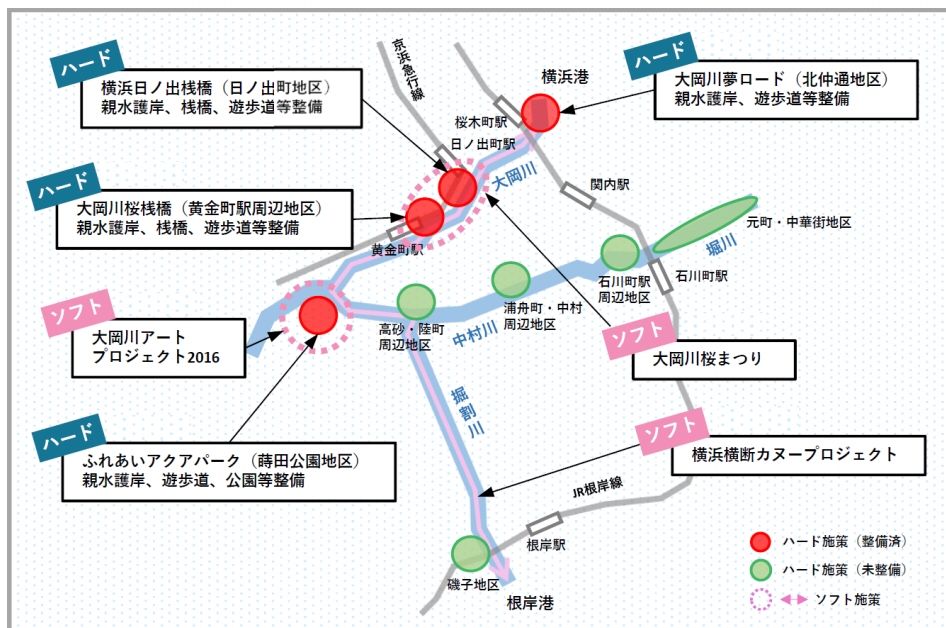 ハード
横浜日ノ出桟橋（日ノ出町地区）
親水護岸、桟橋、遊歩道等整備
京浜急行線
横浜港
ハード
大岡川夢ロード（北仲通地区）
親水護岸、遊歩道等整備
桜木町駅
日ノ出町駅
大岡川
関内駅
ハード
大岡川桜桟橋（黄金町駅周辺地区）
親水護岸、桟橋、遊歩道等整備
黄金町駅
元町・中華街地区
堀川
石川町駅
石川町駅
周辺地区
浦舟町・中村
周辺地区
中村川
高砂・陸町
周辺地区
ソフト
大岡川アート
プロジェクト2016
ソフト
大岡川桜まつり
堀割川
ハード
ふれあいアクアパーク（蒔田公園地区）
親水護岸、遊歩道、公園等整備
ソフト
横浜横断カヌープロジェクト
JR根岸線
根岸駅
磯子地区
根岸港
ハード施策（整備済）
ハード施策（未整備）
ソフト施策